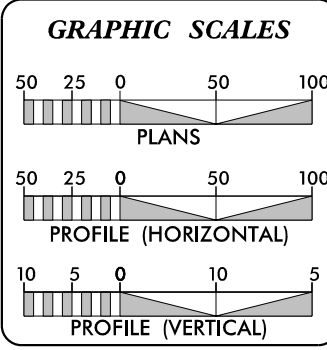 GRAPHIC SCALES
50 25 0 50 100
PLANS
50 25 0 50 100
PROFILE (HORIZONTAL)
10 5 0 10 5
PROFILE (VERTICAL)